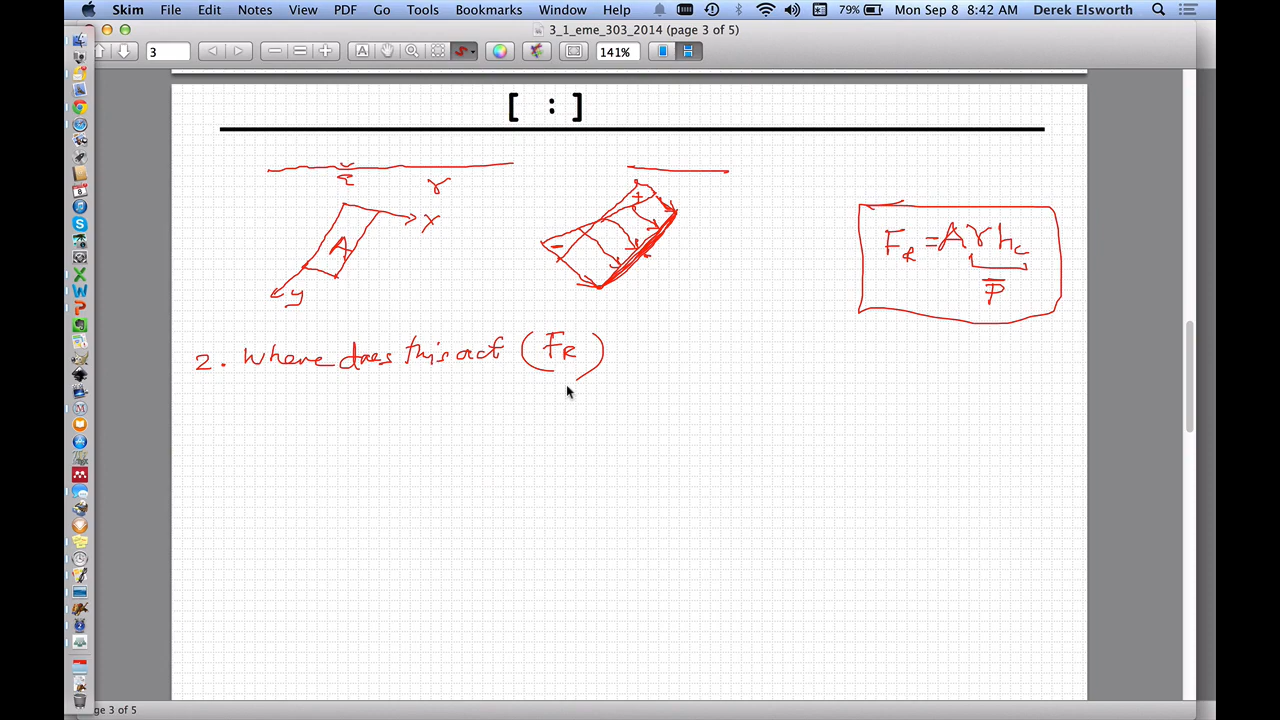 Skim File Edit View Notes Tools PDF Go Bookmarks Window Help 79% Mon Sep 8 8:42 AM Derek Elsworth
3_1_eme_303_2014 (page 3 of 5)
3 141%
[ : ]
γ
x
A
y
+
-
F_R = Aγh_c
P̅
2. Where does this act (F_R)
ge 3 of 5